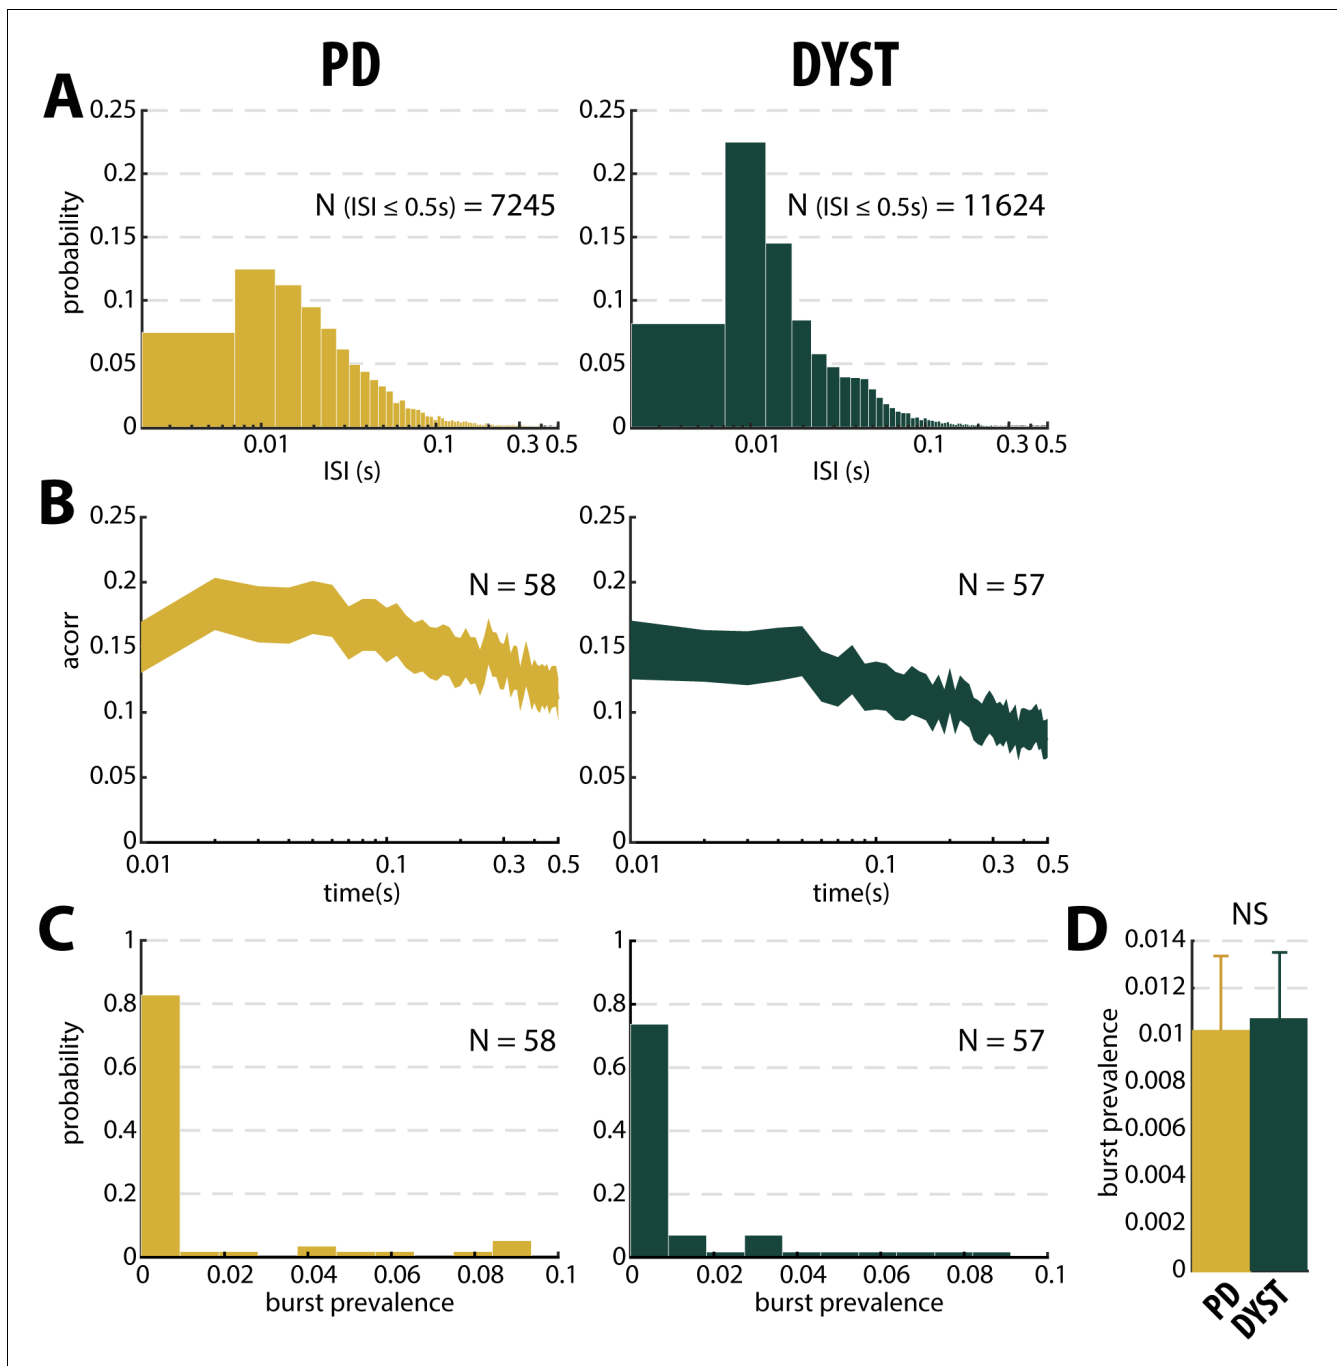 PD
DYST
A
0.25
0.2
0.15
0.1
0.05
0
probability
N (ISI ≤ 0.5s) = 7245
0.01
0.1
0.3
0.5
ISI (s)
0.25
0.2
0.15
0.1
0.05
0
N (ISI ≤ 0.5s) = 11624
0.01
0.1
0.3
0.5
ISI (s)
B
0.25
0.2
0.15
0.1
0.05
0
acorr
N = 58
0.01
0.1
0.3
0.5
time(s)
0.25
0.2
0.15
0.1
0.05
0
N = 57
0.01
0.1
0.3
0.5
time(s)
C
1
0.8
0.6
0.4
0.2
0
probability
N = 58
0
0.02
0.04
0.06
0.08
0.1
burst prevalence
1
0.8
0.6
0.4
0.2
0
N = 57
0
0.02
0.04
0.06
0.08
0.1
burst prevalence
D
NS
0.014
0.012
0.01
0.008
0.006
0.004
0.002
0
burst prevalence
PD
DYST